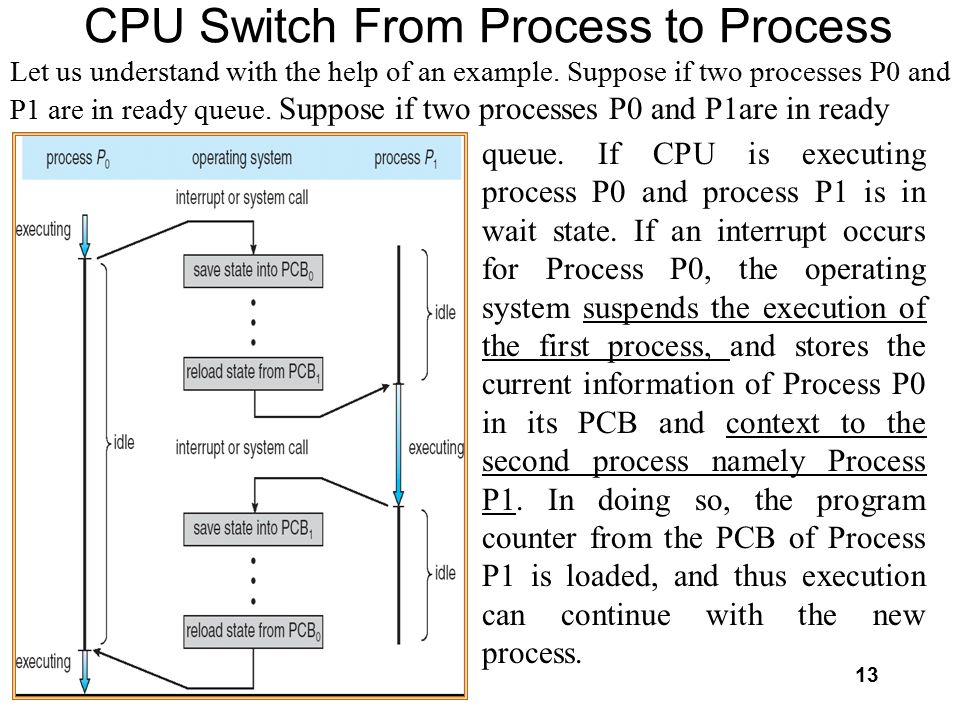 CPU Switch From Process to Process
Let us understand with the help of an example. Suppose if two processes P0 and
P1 are in ready queue. Suppose if two processes P0 and P1are in ready
process P0 operating system process P1
interrupt or system call
executing
save state into PCB0
idle
reload state from PCB1
idle
interrupt or system call
executing
save state into PCB1
idle
reload state from PCB0
executing
queue. If CPU is executing
process P0 and process P1 is in
wait state. If an interrupt occurs
for Process P0, the operating
system suspends the execution of
the first process, and stores the
current information of Process P0
in its PCB and context to the
second process namely Process
P1. In doing so, the program
counter from the PCB of Process
P1 is loaded, and thus execution
can continue with the new
process.
13